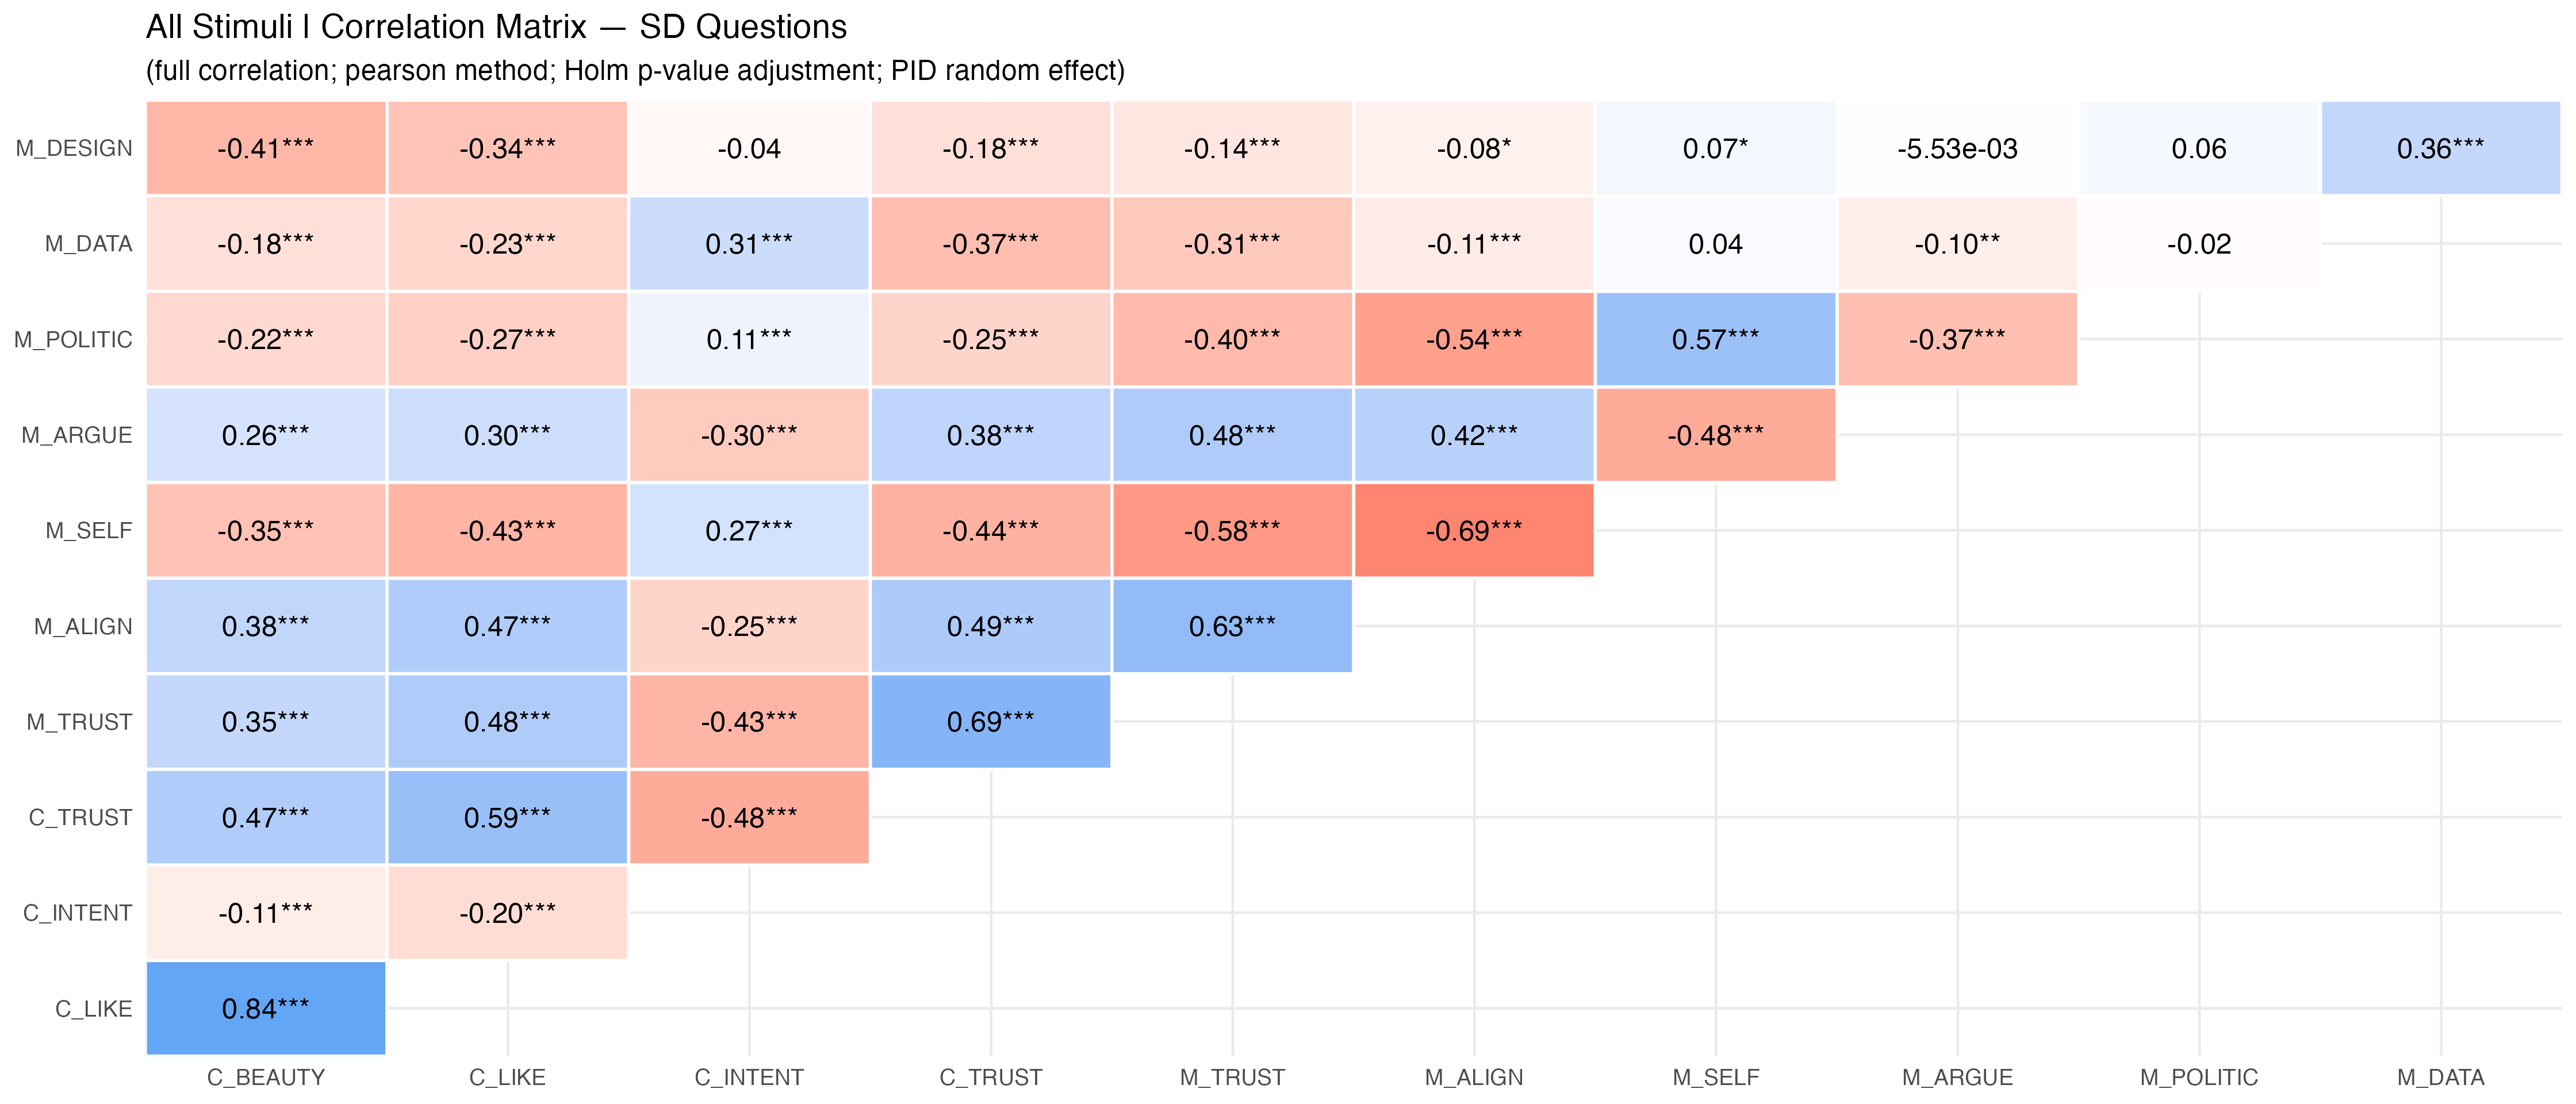 All Stimuli | Correlation Matrix — SD Questions
(full correlation; pearson method; Holm p-value adjustment; PID random effect)
M_DESIGN -0.41*** -0.34*** -0.04 -0.18*** -0.14*** -0.08* 0.07* -5.53e-03 0.06 0.36***
M_DATA -0.18*** -0.23*** 0.31*** -0.37*** -0.31*** -0.11*** 0.04 -0.10** -0.02
M_POLITIC -0.22*** -0.27*** 0.11*** -0.25*** -0.40*** -0.54*** 0.57*** -0.37***
M_ARGUE 0.26*** 0.30*** -0.30*** 0.38*** 0.48*** 0.42*** -0.48***
M_SELF -0.35*** -0.43*** 0.27*** -0.44*** -0.58*** -0.69***
M_ALIGN 0.38*** 0.47*** -0.25*** 0.49*** 0.63***
M_TRUST 0.35*** 0.48*** -0.43*** 0.69***
C_TRUST 0.47*** 0.59*** -0.48***
C_INTENT -0.11*** -0.20***
C_LIKE 0.84***
C_BEAUTY C_LIKE C_INTENT C_TRUST M_TRUST M_ALIGN M_SELF M_ARGUE M_POLITIC M_DATA